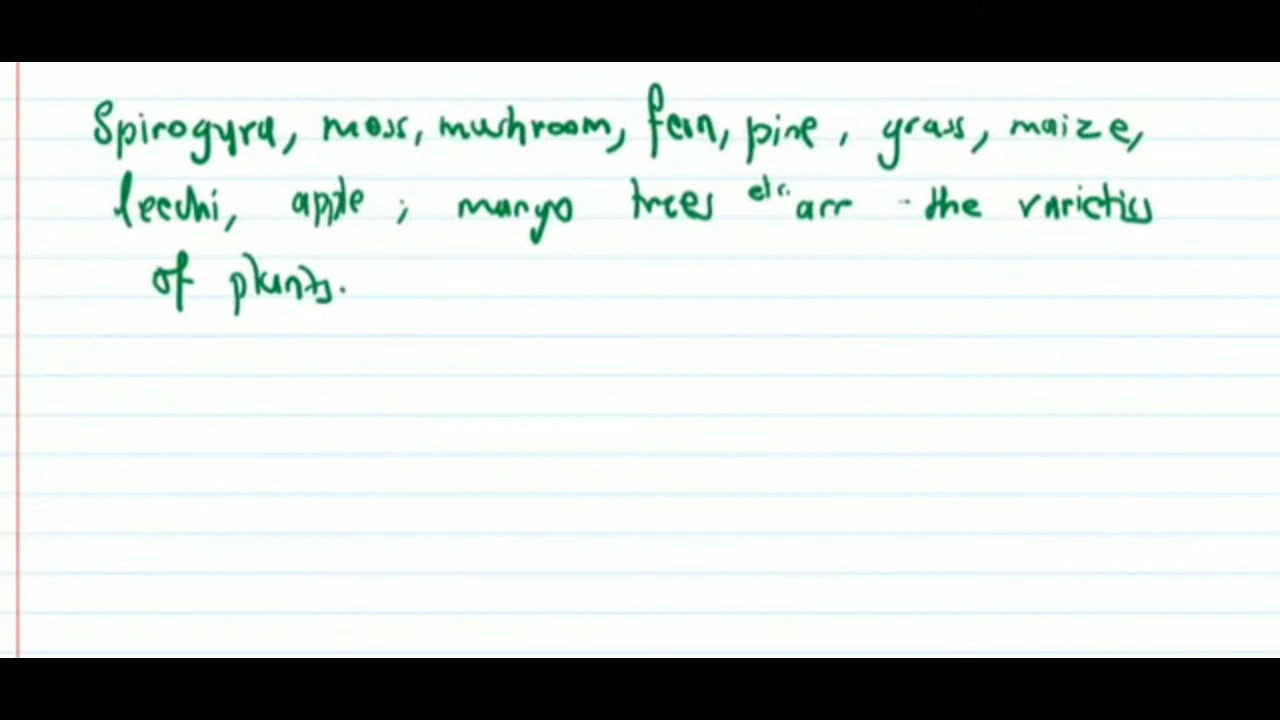 Spirogyra, moss, mushroom, fern, pine, grass, maize,
leechi, apple, mango trees etc. are the varieties
of plants.